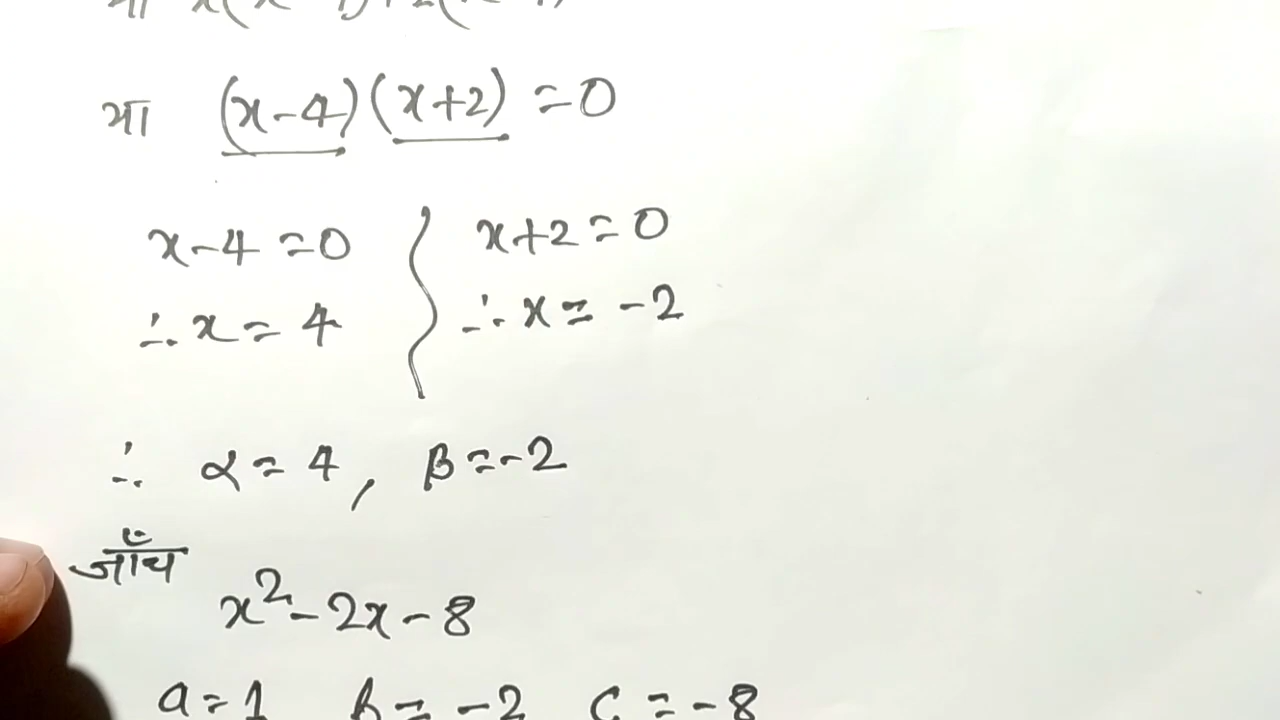 या (x-4)(x+2) = 0
x-4 = 0
∴ x = 4
x+2 = 0
∴ x = -2
∴ α = 4, β = -2
जाँच
x²-2x-8
a = 1 b = -2 c = -8